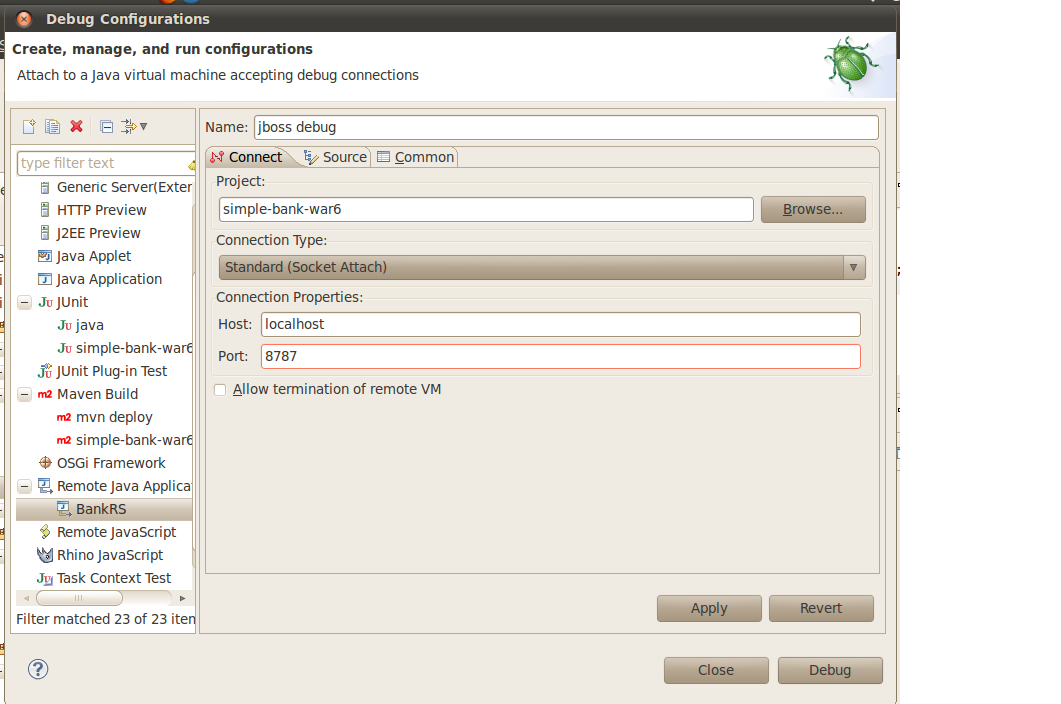 Debug Configurations
Create, manage, and run configurations
Attach to a Java virtual machine accepting debug connections
type filter text
Generic Server(Exter
HTTP Preview
J2EE Preview
Java Applet
Java Application
JUnit
java
simple-bank-war6
JUnit Plug-in Test
Maven Build
mvn deploy
simple-bank-war6
OSGi Framework
Remote Java Applica
BankRS
Remote JavaScript
Rhino JavaScript
Task Context Test
Filter matched 23 of 23 iten
Name: jboss debug
Connect Source Common
Project:
simple-bank-war6 Browse...
Connection Type:
Standard (Socket Attach)
Connection Properties:
Host: localhost
Port: 8787
Allow termination of remote VM
Apply Revert
Close Debug